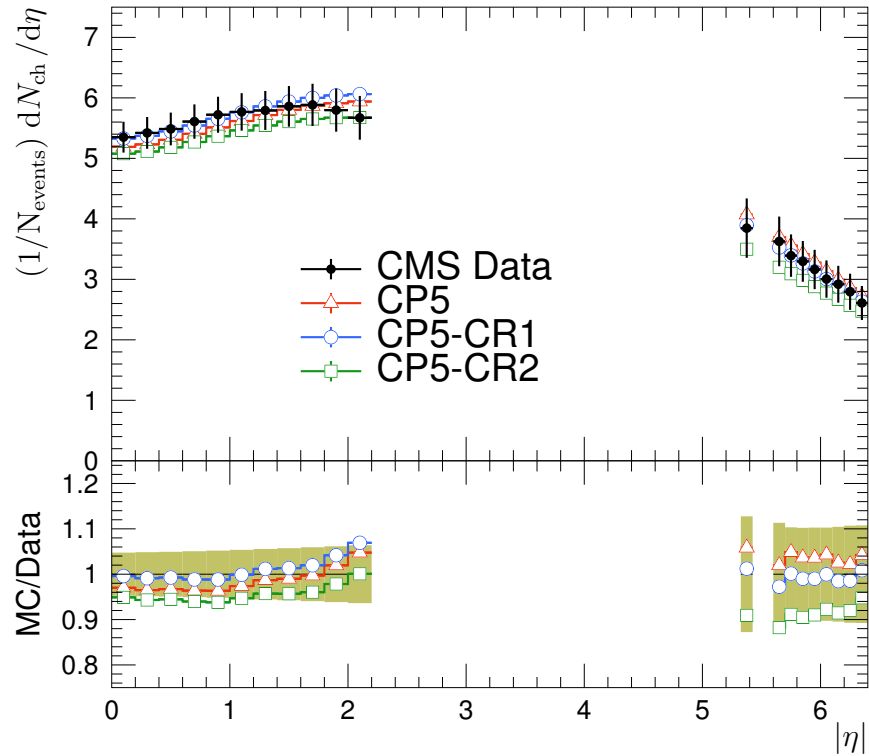 (1/N_events) dN_ch/dη
7
6
5
4
3
2
1
0
CMS Data
CP5
CP5-CR1
CP5-CR2
MC/Data
1.2
1.1
1
0.9
0.8
0 1 2 3 4 5 6
|η|